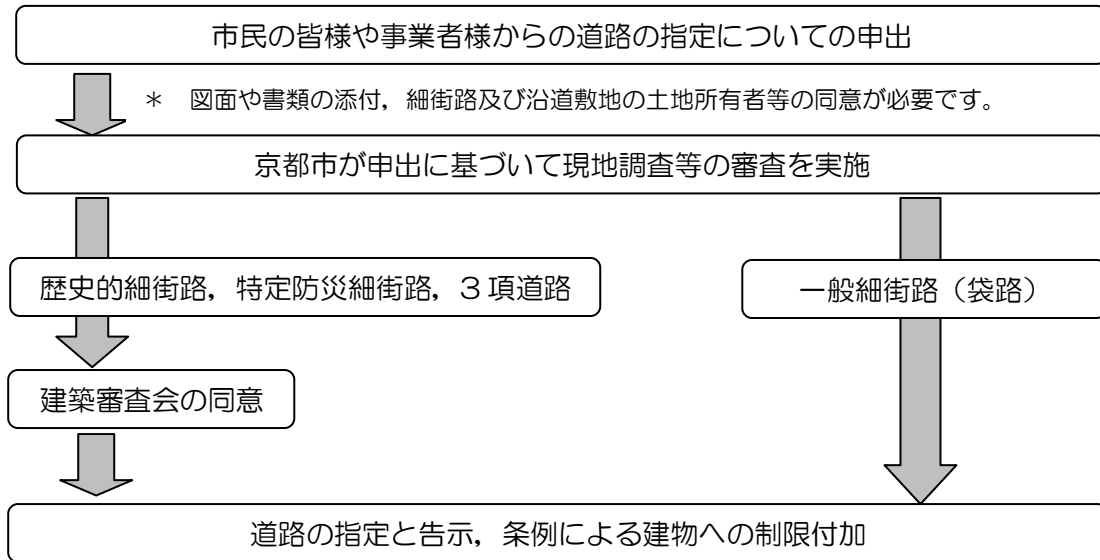 市民の皆様や事業者様からの道路の指定についての申出
＊　図面や書類の添付，細街路及び沿道敷地の土地所有者等の同意が必要です。
京都市が申出に基づいて現地調査等の審査を実施
歴史的細街路，特定防災細街路，３項道路
一般細街路（袋路）
建築審査会の同意
道路の指定と告示，条例による建物への制限付加